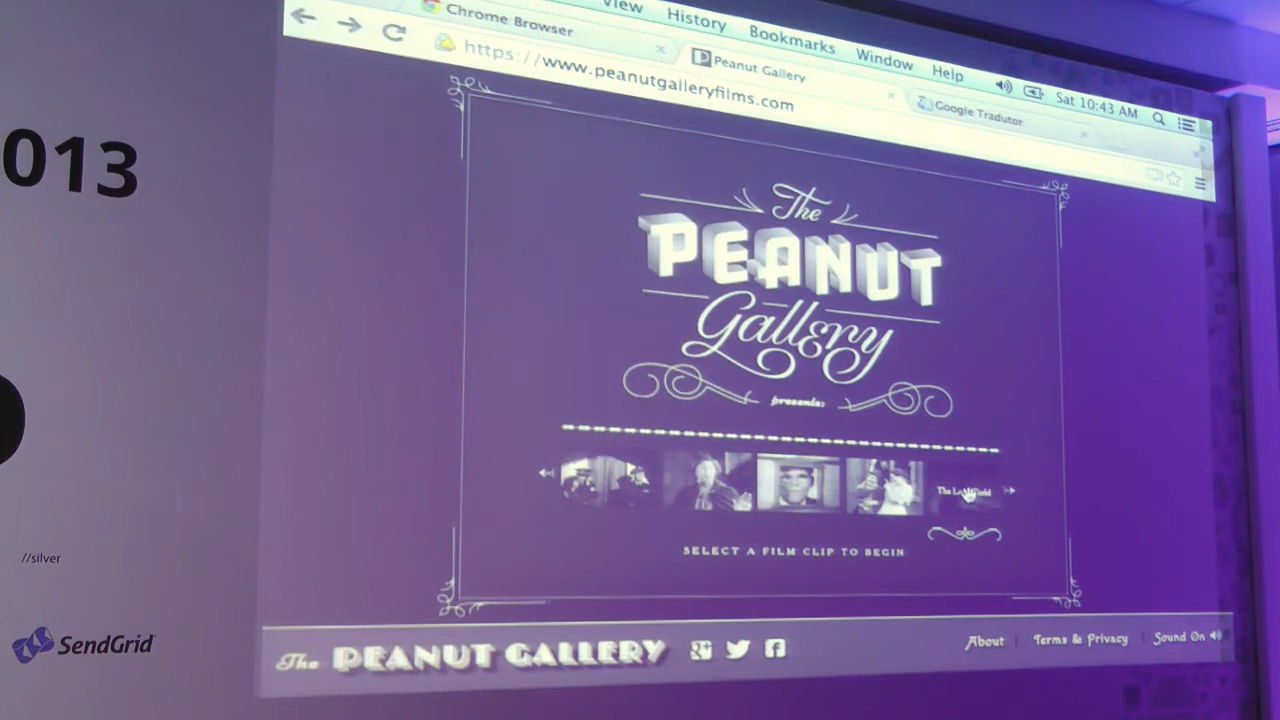 013
//silver
SendGrid
View History Bookmarks Window Help Sat 10:43 AM
Chrome Browser
Peanut Gallery
Google Tradutor
https://www.peanutgalleryfilms.com
The
PEANUT
Gallery
presents:
SELECT A FILM CLIP TO BEGIN
The PEANUT GALLERY
About Terms & Privacy Sound On